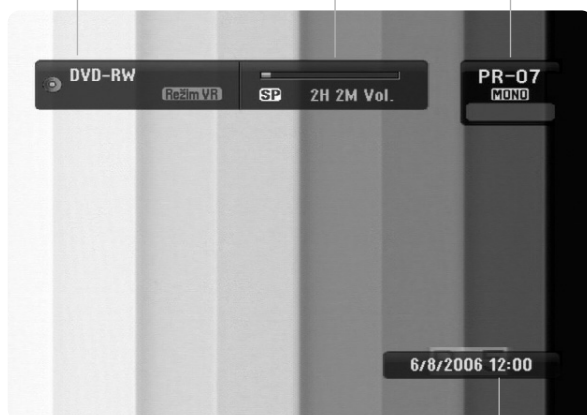 DVD-RW
Režim VR
SP 2H 2M Vol.
PR-07
MONO
6/8/2006 12:00